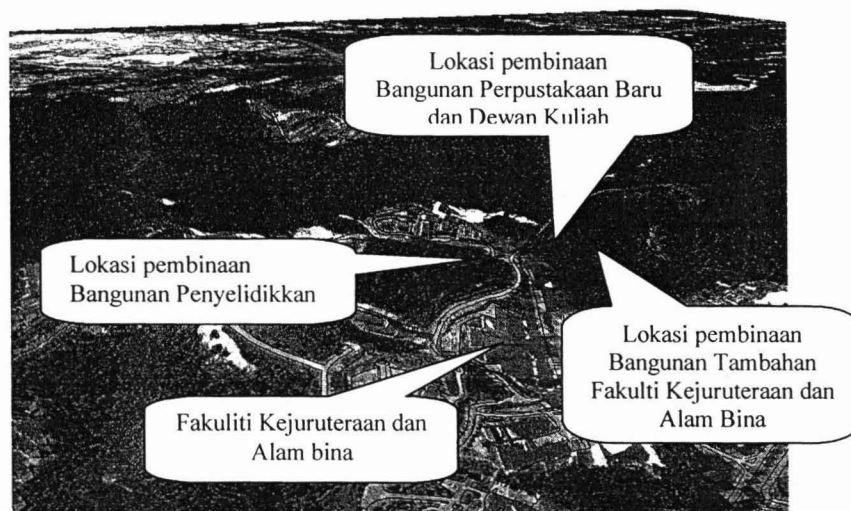 Lokasi pembinaan
Bangunan Perpustakaan Baru
dan Dewan Kuliah
Lokasi pembinaan
Bangunan Penyelidikkan
Lokasi pembinaan
Bangunan Tambahan
Fakulti Kejuruteraan dan
Alam Bina
Fakuliti Kejuruteraan dan
Alam bina